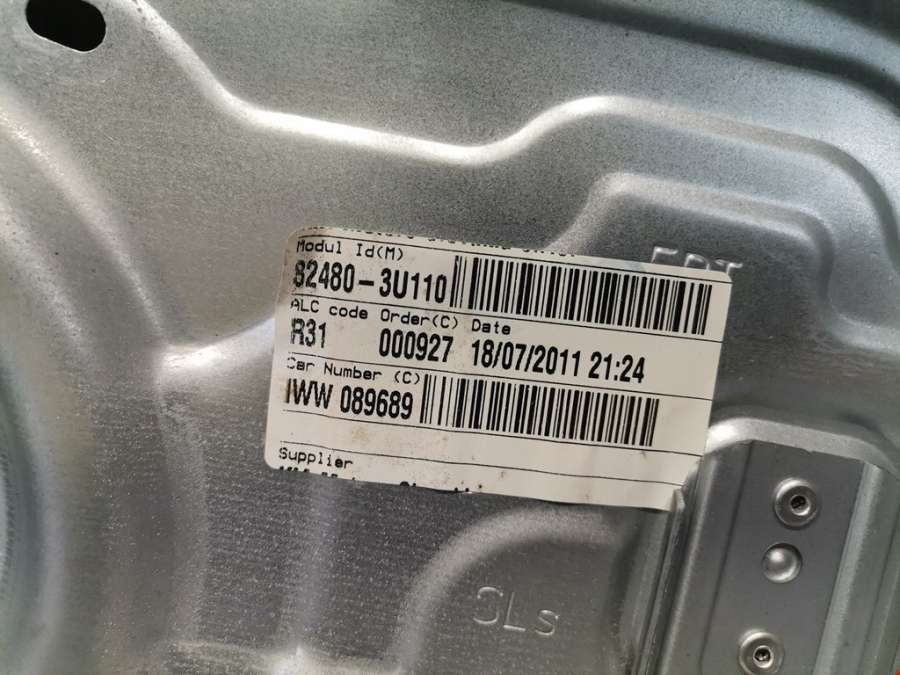 Modul Id(M)
82480-3U110
ALC code Order(C) Date
R31 000927 18/07/2011 21:24
Car Number (C)
IWW 089689
Supplier
GLs